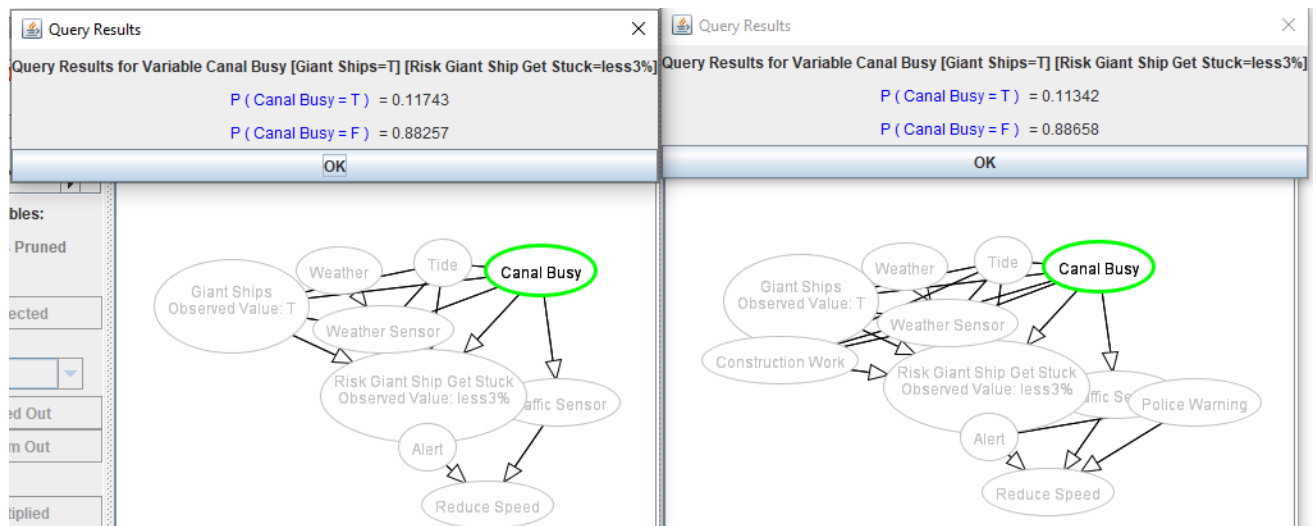 Query Results
Query Results for Variable Canal Busy [Giant Ships=T] [Risk Giant Ship Get Stuck=less3%]
P ( Canal Busy = T ) = 0.11743
P ( Canal Busy = F ) = 0.88257
OK
bles:
Pruned
ected
ed Out
m Out
tiplied
Weather
Tide
Canal Busy
Giant Ships
Observed Value: T
Weather Sensor
Risk Giant Ship Get Stuck
Observed Value: less3%
affic Sensor
Alert
Reduce Speed
Query Results
Query Results for Variable Canal Busy [Giant Ships=T] [Risk Giant Ship Get Stuck=less3%]
P ( Canal Busy = T ) = 0.11342
P ( Canal Busy = F ) = 0.88658
OK
Weather
Tide
Canal Busy
Giant Ships
Observed Value: T
Weather Sensor
Construction Work
Risk Giant Ship Get Stuck
Observed Value: less3%
affic Se
Police Warning
Alert
Reduce Speed